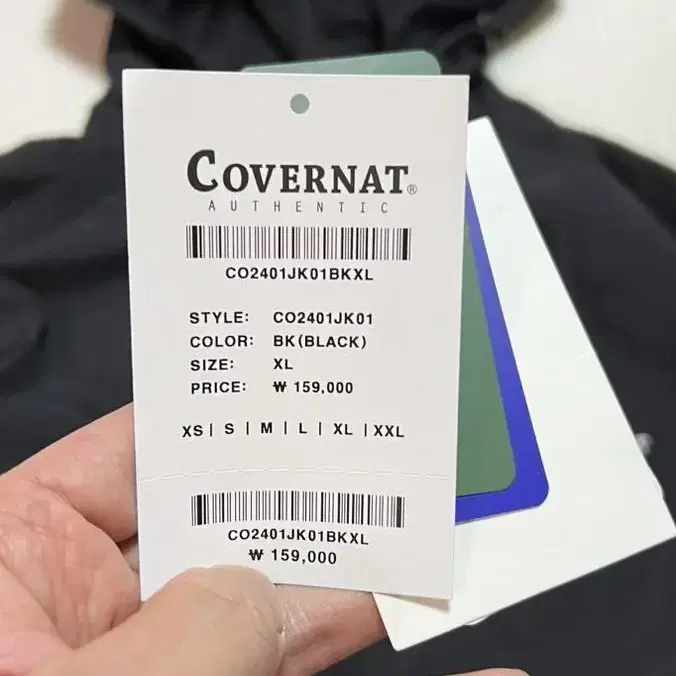 COVERNAT®
AUTHENTIC
CO2401JK01BKXL
STYLE: CO2401JK01
COLOR: BK(BLACK)
SIZE: XL
PRICE: ₩ 159,000
XS | S | M | L | XL | XXL
CO2401JK01BKXL
₩ 159,000